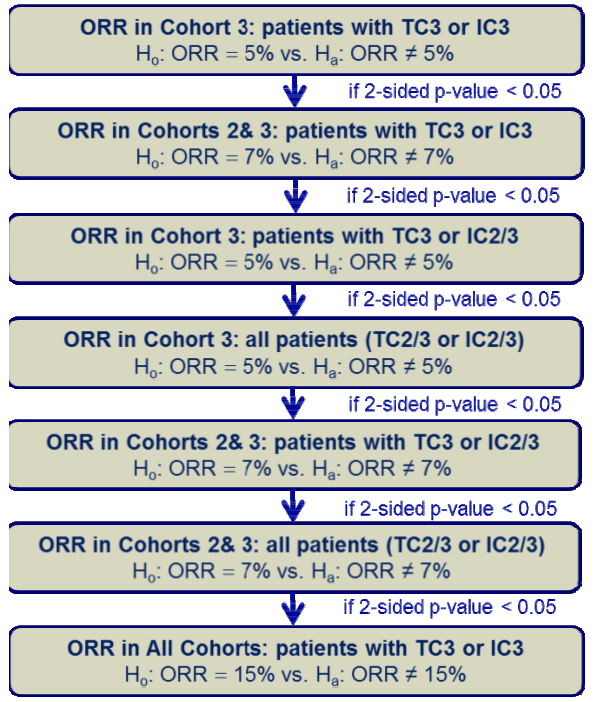 ORR in Cohort 3: patients with TC3 or IC3
Ho: ORR = 5% vs. Ha: ORR ≠ 5%
if 2-sided p-value < 0.05
ORR in Cohorts 2& 3: patients with TC3 or IC3
Ho: ORR = 7% vs. Ha: ORR ≠ 7%
if 2-sided p-value < 0.05
ORR in Cohort 3: patients with TC3 or IC2/3
Ho: ORR = 5% vs. Ha: ORR ≠ 5%
if 2-sided p-value < 0.05
ORR in Cohort 3: all patients (TC2/3 or IC2/3)
Ho: ORR = 5% vs. Ha: ORR ≠ 5%
if 2-sided p-value < 0.05
ORR in Cohorts 2& 3: patients with TC3 or IC2/3
Ho: ORR = 7% vs. Ha: ORR ≠ 7%
if 2-sided p-value < 0.05
ORR in Cohorts 2& 3: all patients (TC2/3 or IC2/3)
Ho: ORR = 7% vs. Ha: ORR ≠ 7%
if 2-sided p-value < 0.05
ORR in All Cohorts: patients with TC3 or IC3
Ho: ORR = 15% vs. Ha: ORR ≠ 15%